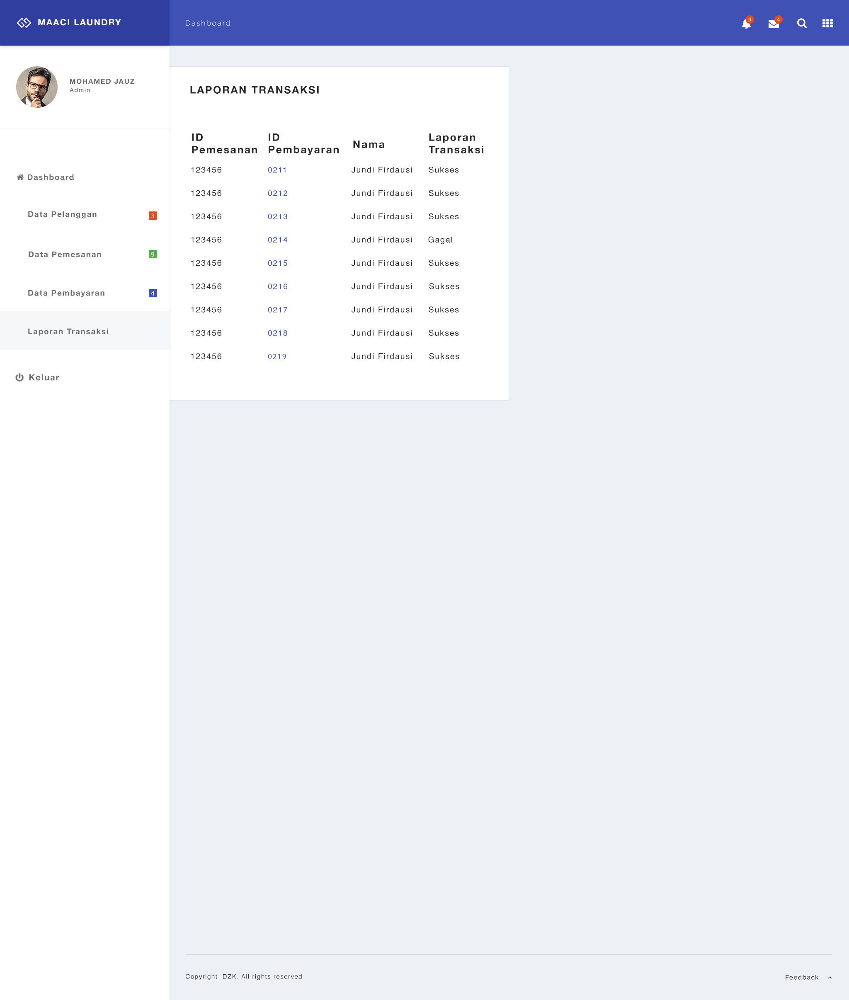 MAACI LAUNDRY
Dashboard
3
4
MOHAMED JAUZ
Admin
Dashboard
Data Pelanggan 3
Data Pemesanan 9
Data Pembayaran 4
Laporan Transaksi
Keluar
LAPORAN TRANSAKSI
ID Pemesanan ID Pembayaran Nama Laporan Transaksi
123456 0211 Jundi Firdausi Sukses
123456 0212 Jundi Firdausi Sukses
123456 0213 Jundi Firdausi Sukses
123456 0214 Jundi Firdausi Gagal
123456 0215 Jundi Firdausi Sukses
123456 0216 Jundi Firdausi Sukses
123456 0217 Jundi Firdausi Sukses
123456 0218 Jundi Firdausi Sukses
123456 0219 Jundi Firdausi Sukses
Copyright DZK. All rights reserved
Feedback